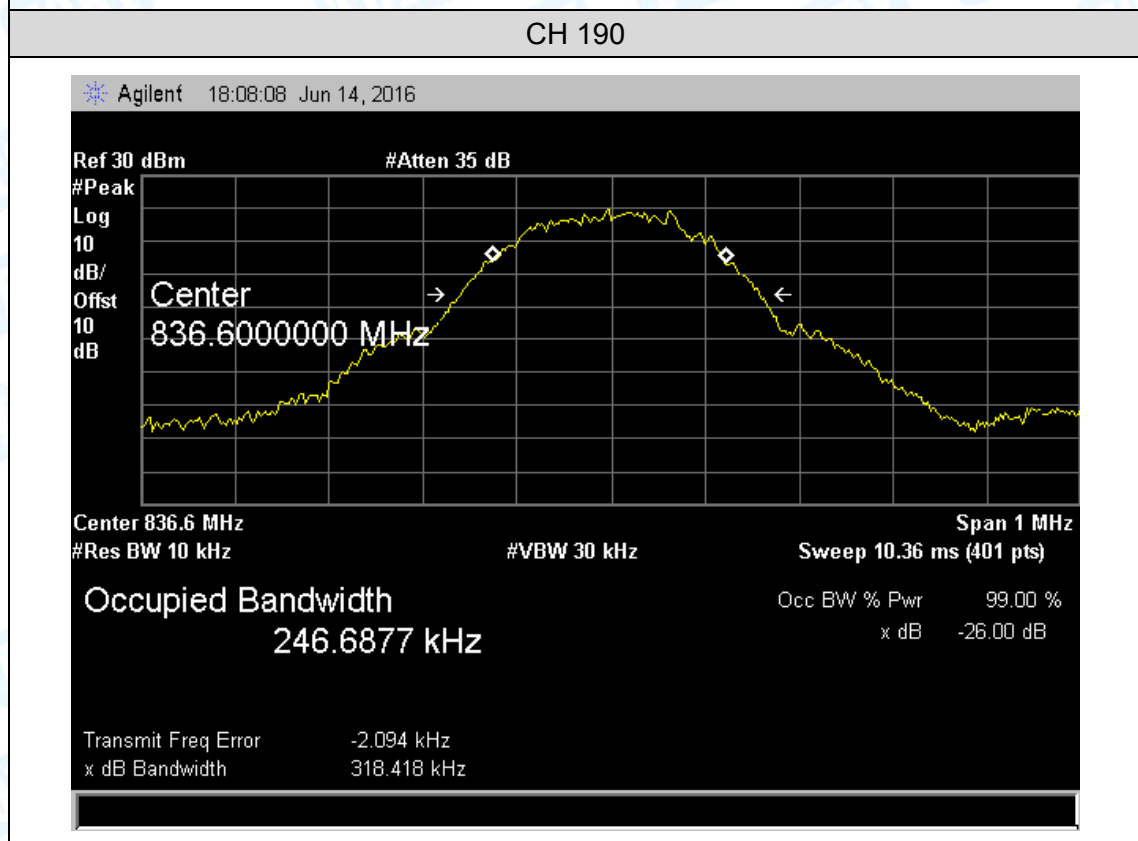 CH 190
Agilent 18:08:08 Jun 14, 2016
Ref 30 dBm #Atten 35 dB
#Peak
Log
10
dB/
Offst
10
dB
Center
836.6000000 MHz
Center 836.6 MHz Span 1 MHz
#Res BW 10 kHz #VBW 30 kHz Sweep 10.36 ms (401 pts)
Occupied Bandwidth Occ BW % Pwr 99.00 %
246.6877 kHz x dB -26.00 dB
Transmit Freq Error -2.094 kHz
x dB Bandwidth 318.418 kHz